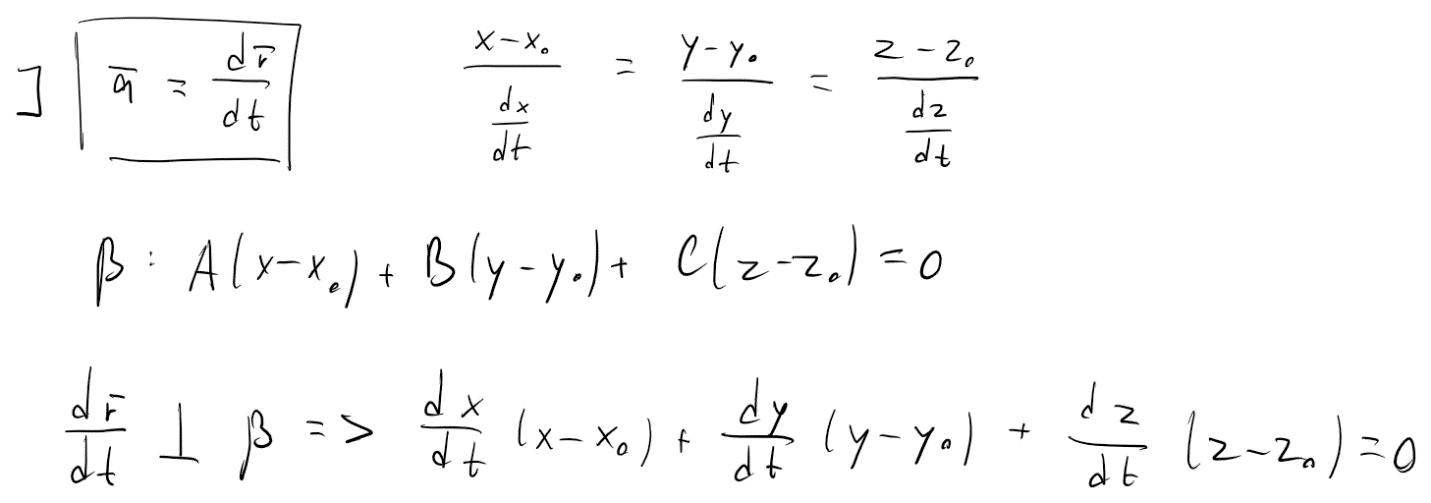 ] a̅ = dr̅/dt   (x-x₀)/(dx/dt) = (y-y₀)/(dy/dt) = (z-z₀)/(dz/dt)
β: A(x-x₀) + B(y-y₀) + C(z-z₀) = 0
dr̅/dt ⊥ β => dx/dt (x-x₀) + dy/dt (y-y₀) + dz/dt (z-z₀) = 0